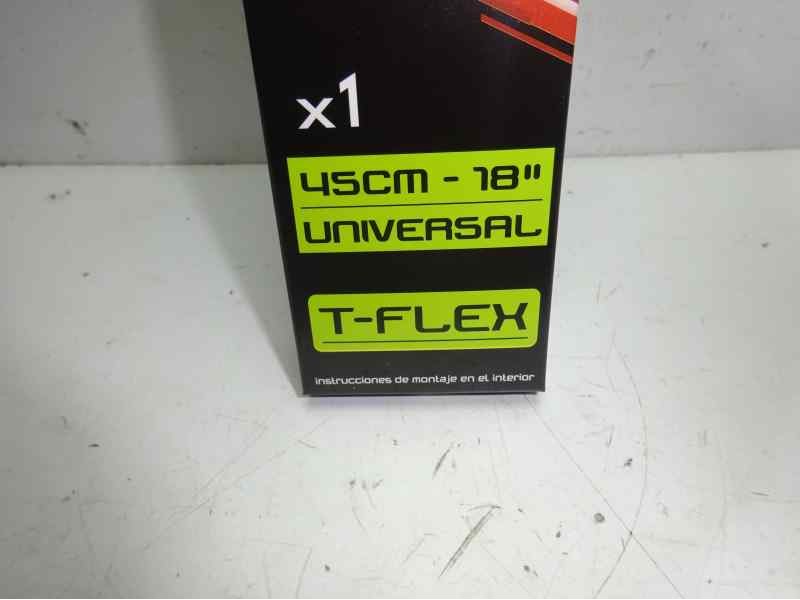 x1
45CM - 18"
UNIVERSAL
T-FLEX
instrucciones de montaje en el interior